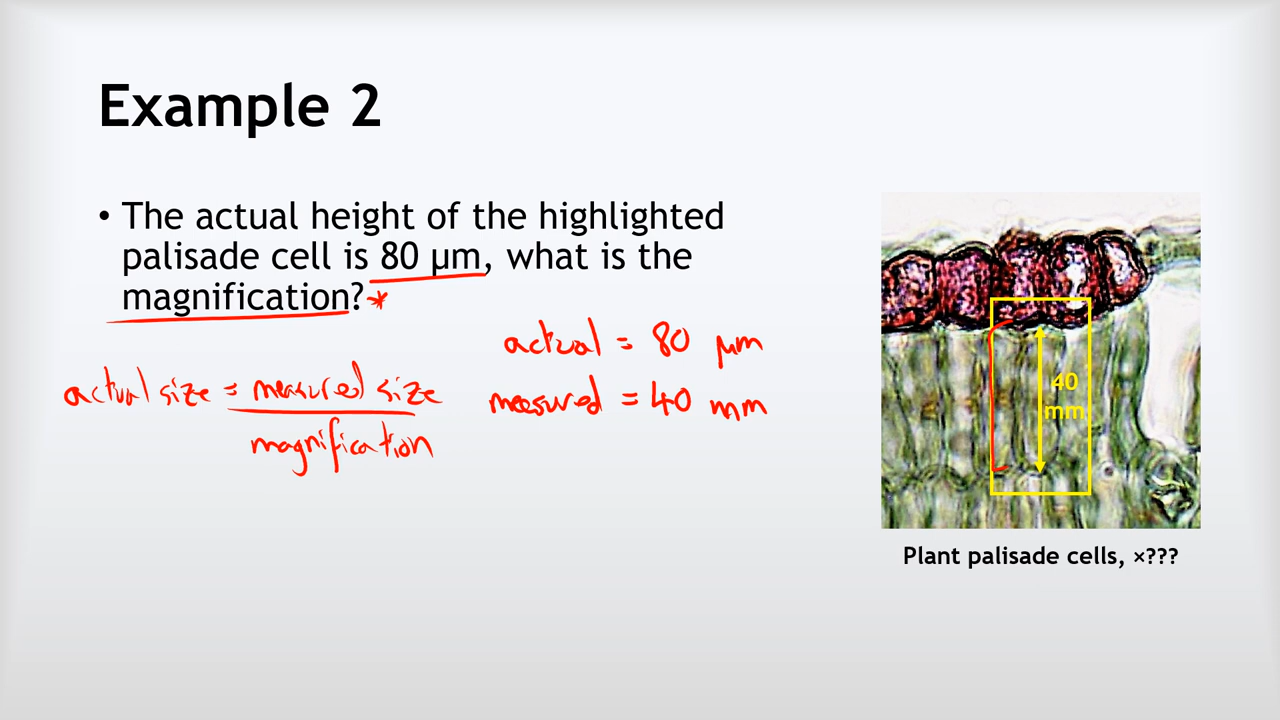 Example 2
• The actual height of the highlighted
palisade cell is 80 µm, what is the
magnification?*
actual = 80 µm
measured = 40 mm
actual size = measured size
magnification
40
mm
Plant palisade cells, ×???